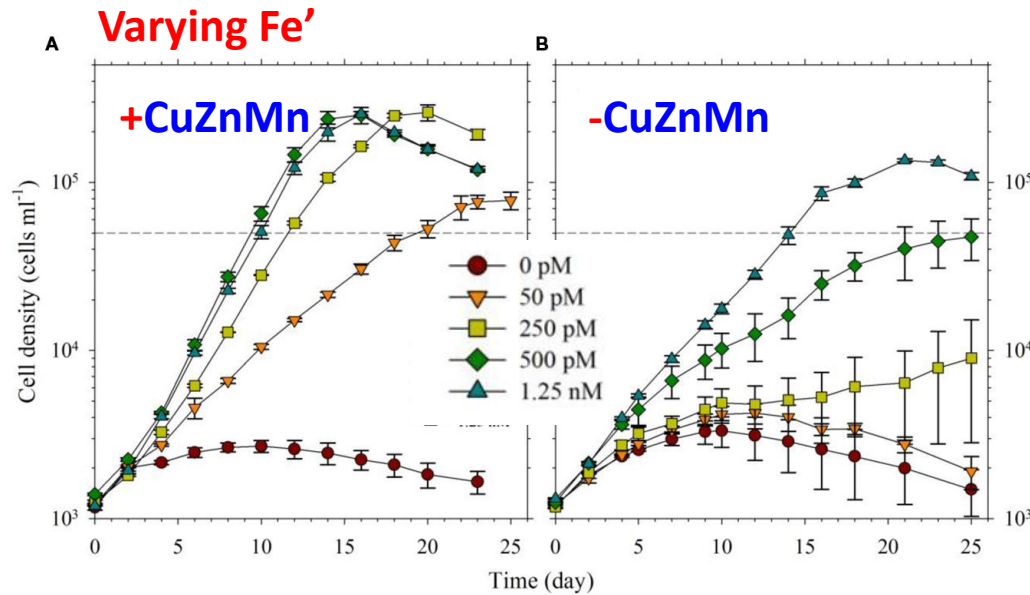 Varying Fe’
A
B
+CuZnMn
-CuZnMn
Cell density (cells ml⁻¹)
10⁵
10⁴
10³
10⁵
10⁴
10³
0 pM
50 pM
250 pM
500 pM
1.25 nM
0 5 10 15 20 25
0 5 10 15 20 25
Time (day)